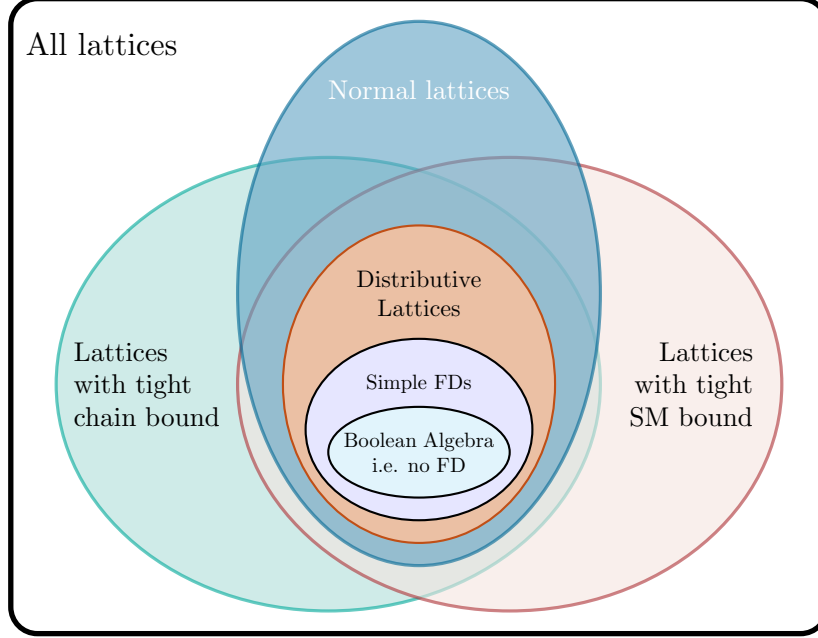 All lattices
Normal lattices
Distributive
Lattices
Lattices
with tight
chain bound
Lattices
with tight
SM bound
Simple FDs
Boolean Algebra
i.e. no FD